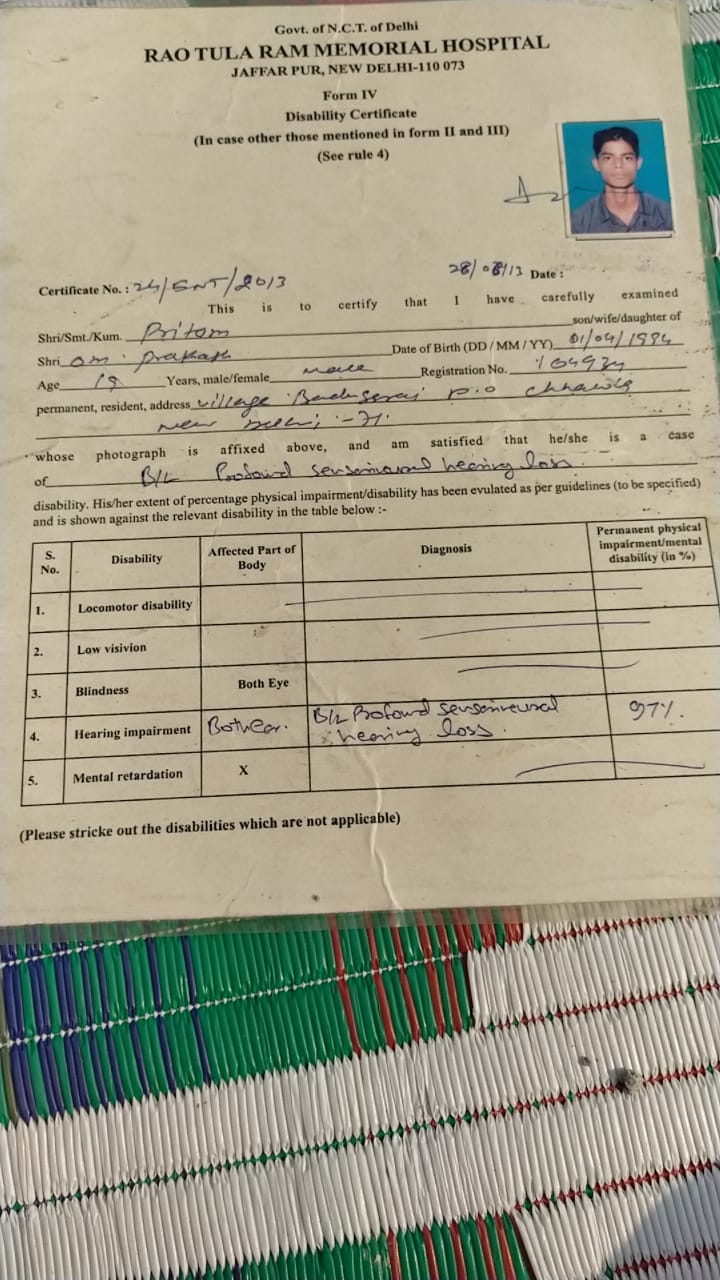 Govt. of N.C.T. of Delhi
RAO TULA RAM MEMORIAL HOSPITAL
JAFFAR PUR, NEW DELHI-110 073
Form IV
Disability Certificate
(In case other those mentioned in form II and III)
(See rule 4)
Certificate No. : 24/ENT/2013 28/08/13 Date :
This is to certify that I have carefully examined
Shri/Smt./Kum. Pritam son/wife/daughter of
Shri om prakash Date of Birth (DD / MM / YY) 01/04/1994
Age 19 Years, male/female male Registration No.
permanent, resident, address village P.O chhawla
New Delhi - 71.
whose photograph is affixed above, and am satisfied that he/she is a case
of B/L Profound sensorineural hearing loss
disability. His/her extent of percentage physical impairment/disability has been evulated as per guidelines (to be specified)
and is shown against the relevant disability in the table below :-
S. No. Disability Affected Part of Body Diagnosis Permanent physical impairment/mental disability (in %)
1. Locomotor disability
2. Low visivion
3. Blindness Both Eye
4. Hearing impairment Both Ear. B/L Profound sensorineural hearing loss. 97%.
5. Mental retardation X
(Please stricke out the disabilities which are not applicable)